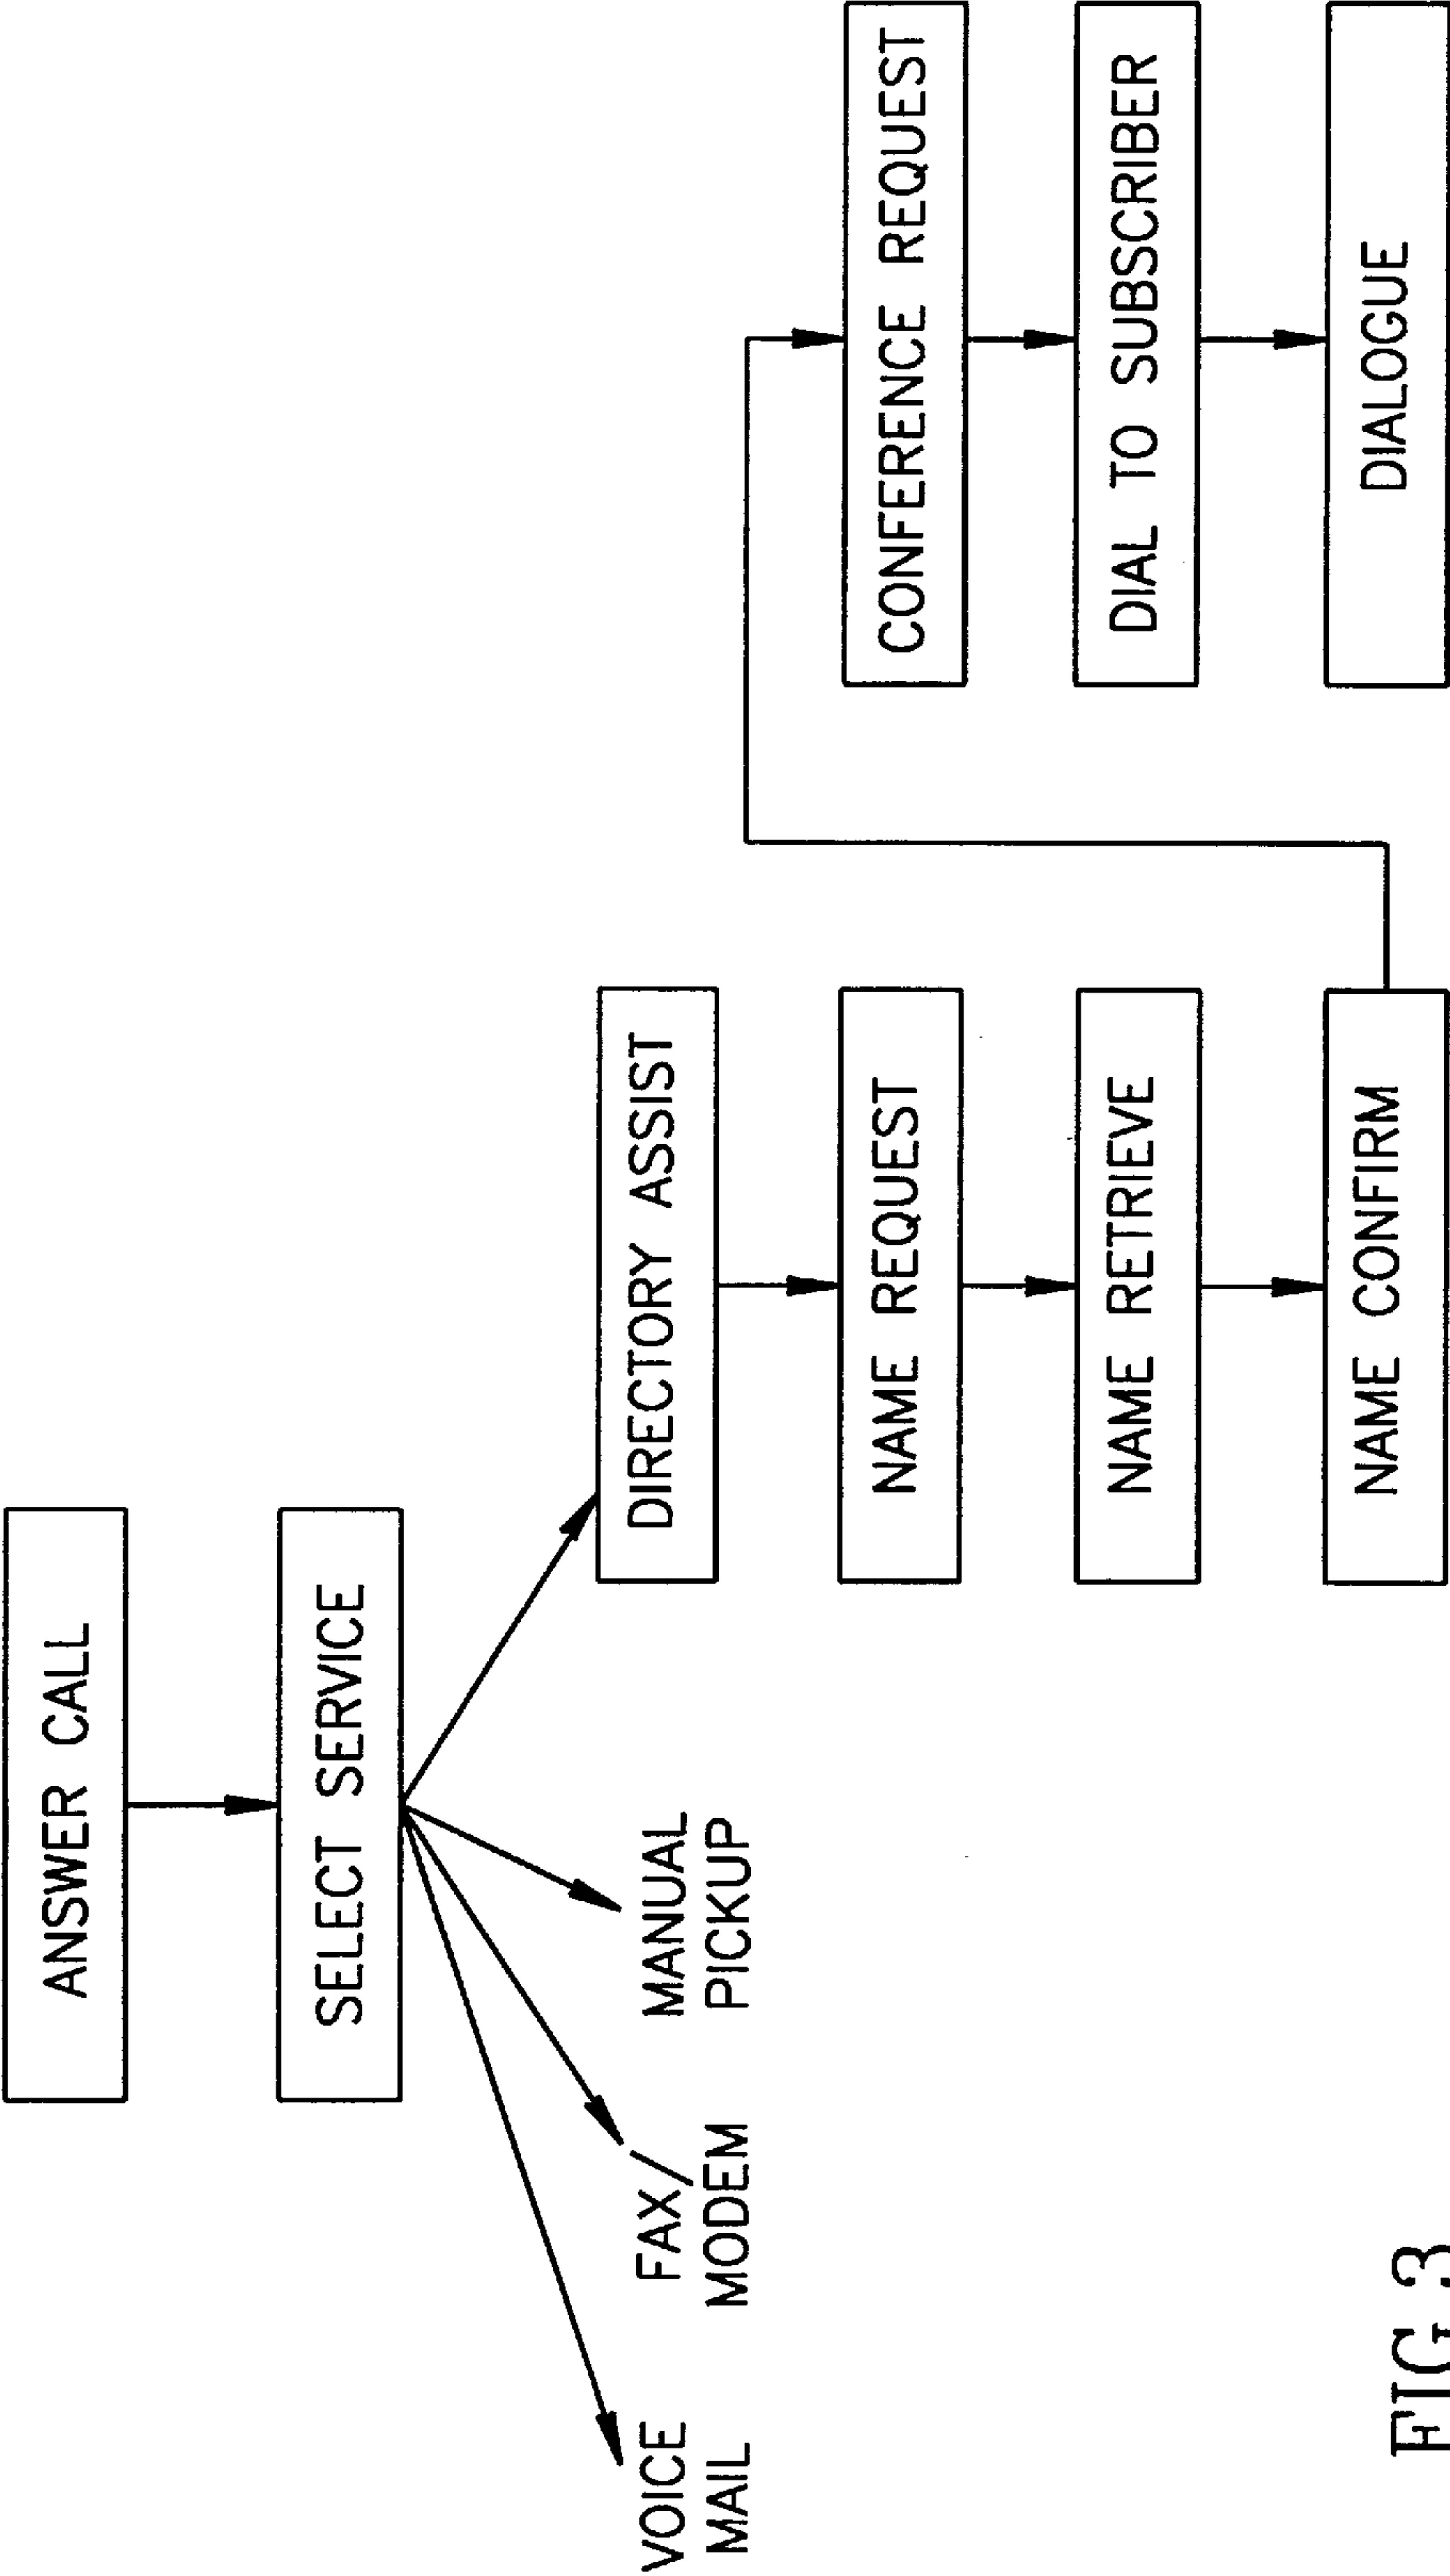 ANSWER CALL
SELECT SERVICE
VOICE
MAIL
FAX/
MODEM
MANUAL
PICKUP
DIRECTORY ASSIST
NAME REQUEST
NAME RETRIEVE
NAME CONFIRM
CONFERENCE REQUEST
DIAL TO SUBSCRIBER
DIALOGUE
FIG.3